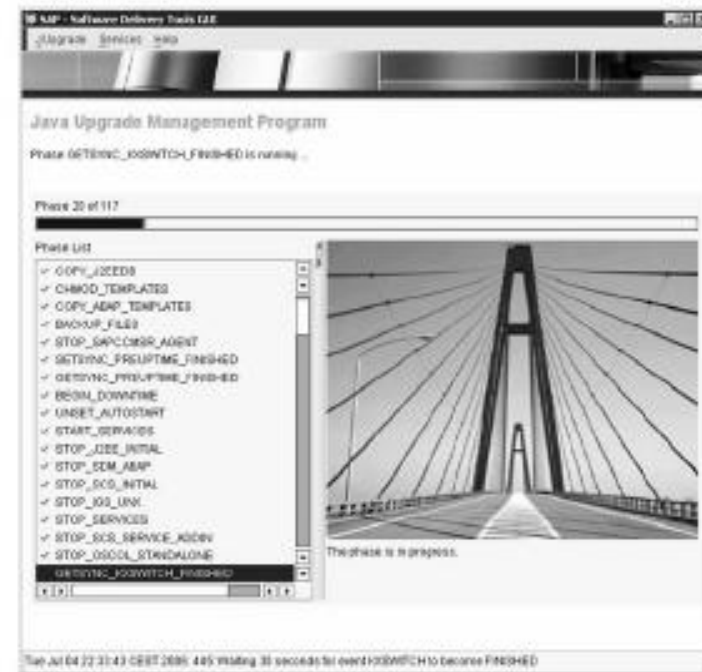 SAP - Software Delivery Tools GUI
Upgrade Services Help
Java Upgrade Management Program
Phase GETSYNC_KXSWITCH_FINISHED is running ...
Phase 20 of 117
Phase List
COPY_J2EEDB
CHMOD_TEMPLATES
COPY_ABAP_TEMPLATES
BACKUP_FILES
STOP_SAPCCMSR_AGENT
GETSYNC_PREUPTIME_FINISHED
GETSYNC_PREUPTIME_FINISHED
BEGIN_DOWNTIME
UNSET_AUTOSTART
START_SERVICES
STOP_J2EE_INITIAL
STOP_SDM_ABAP
STOP_SCS_INITIAL
STOP_IGS_UNX
STOP_SERVICES
STOP_SCS_SERVICE_ADDIN
STOP_OSCOL_STANDALONE
GETSYNC_KXSWITCH_FINISHED
The phase is in progress.
Tue Jul 04 22:33:43 CEST 2006: 445 Waiting 30 seconds for event KXSWITCH to become FINISHED